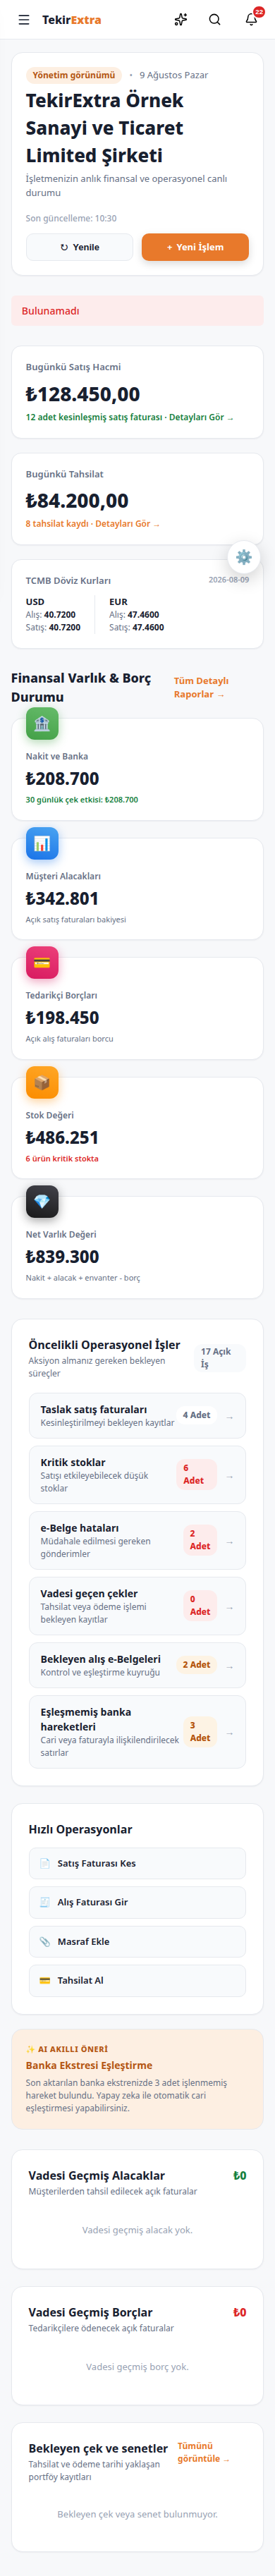 TekirExtra
22
Yönetim görünümü • 9 Ağustos Pazar
TekirExtra Örnek
Sanayi ve Ticaret
Limited Şirketi
İşletmenizin anlık finansal ve operasyonel canlı
durumu
Son güncelleme: 10:30
↻ Yenile
+ Yeni İşlem
Bulunamadı
Bugünkü Satış Hacmi
₺128.450,00
12 adet kesinleşmiş satış faturası · Detayları Gör →
Bugünkü Tahsilat
₺84.200,00
8 tahsilat kaydı · Detayları Gör →
TCMB Döviz Kurları
2026-08-09
USD
Alış: 40.7200
Satış: 40.7200
EUR
Alış: 47.4600
Satış: 47.4600
Finansal Varlık & Borç
Durumu
Tüm Detaylı
Raporlar →
Nakit ve Banka
₺208.700
30 günlük çek etkisi: ₺208.700
Müşteri Alacakları
₺342.801
Açık satış faturaları bakiyesi
Tedarikçi Borçları
₺198.450
Açık alış faturaları borcu
Stok Değeri
₺486.251
6 ürün kritik stokta
Net Varlık Değeri
₺839.300
Nakit + alacak + envanter - borç
Öncelikli Operasyonel İşler
Aksiyon almanız gereken bekleyen
süreçler
17 Açık
İş
Taslak satış faturaları
Kesinleştirilmeyi bekleyen kayıtlar
4 Adet →
Kritik stoklar
Satışı etkileyebilecek düşük
stoklar
6
Adet →
e-Belge hataları
Müdahale edilmesi gereken
gönderimler
2
Adet →
Vadesi geçen çekler
Tahsilat veya ödeme işlemi
bekleyen kayıtlar
0
Adet →
Bekleyen alış e-Belgeleri
Kontrol ve eşleştirme kuyruğu
2 Adet →
Eşleşmemiş banka
hareketleri
Cari veya faturayla ilişkilendirilecek
satırlar
3
Adet →
Hızlı Operasyonlar
Satış Faturası Kes
Alış Faturası Gir
Masraf Ekle
Tahsilat Al
✨ AI AKILLI ÖNERİ
Banka Ekstresi Eşleştirme
Son aktarılan banka ekstrenizde 3 adet işlenmemiş
hareket bulundu. Yapay zeka ile otomatik cari
eşleştirmesi yapabilirsiniz.
Vadesi Geçmiş Alacaklar
₺0
Müşterilerden tahsil edilecek açık faturalar
Vadesi geçmiş alacak yok.
Vadesi Geçmiş Borçlar
₺0
Tedarikçilere ödenecek açık faturalar
Vadesi geçmiş borç yok.
Bekleyen çek ve senetler
Tahsilat ve ödeme tarihi yaklaşan
portföy kayıtları
Tümünü
görüntüle →
Bekleyen çek veya senet bulunmuyor.